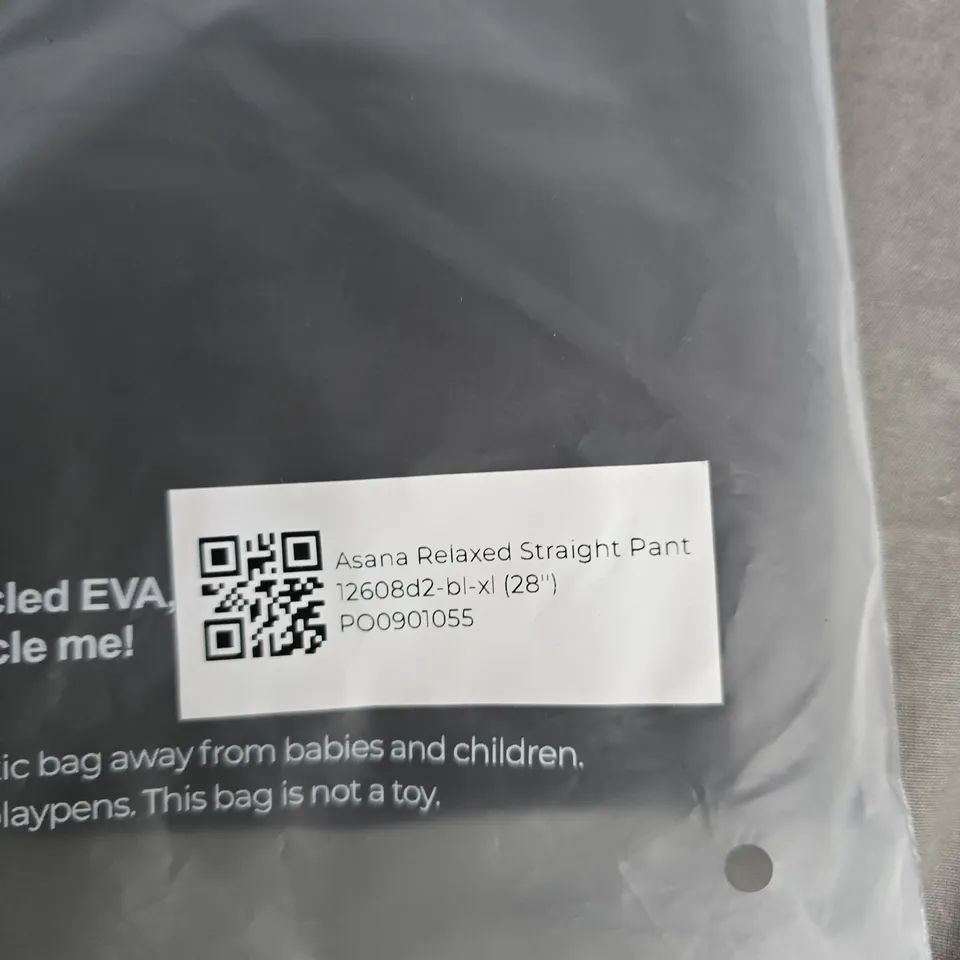 Asana Relaxed Straight Pant
12608d2-bl-xl (28")
PO0901055
cled EVA,
cle me!
tic bag away from babies and children.
laypens. This bag is not a toy.